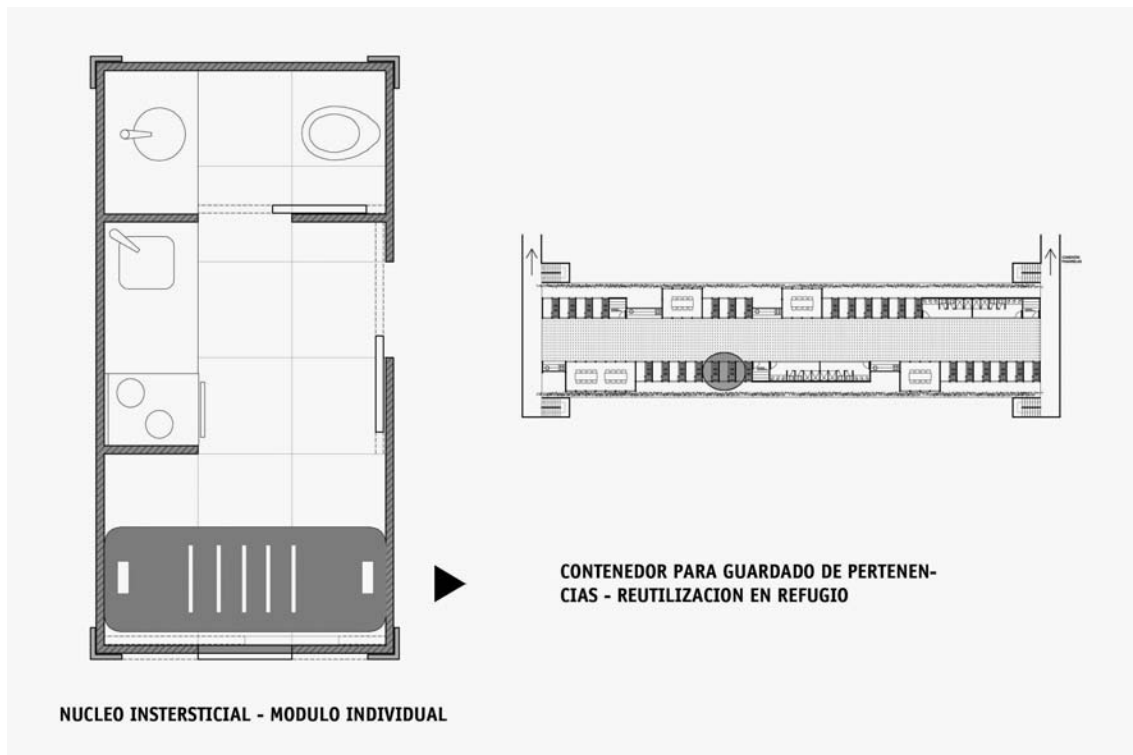 CONTENEDOR PARA GUARDADO DE PERTENEN-
CIAS - REUTILIZACION EN REFUGIO
NUCLEO INSTERSTICIAL - MODULO INDIVIDUAL